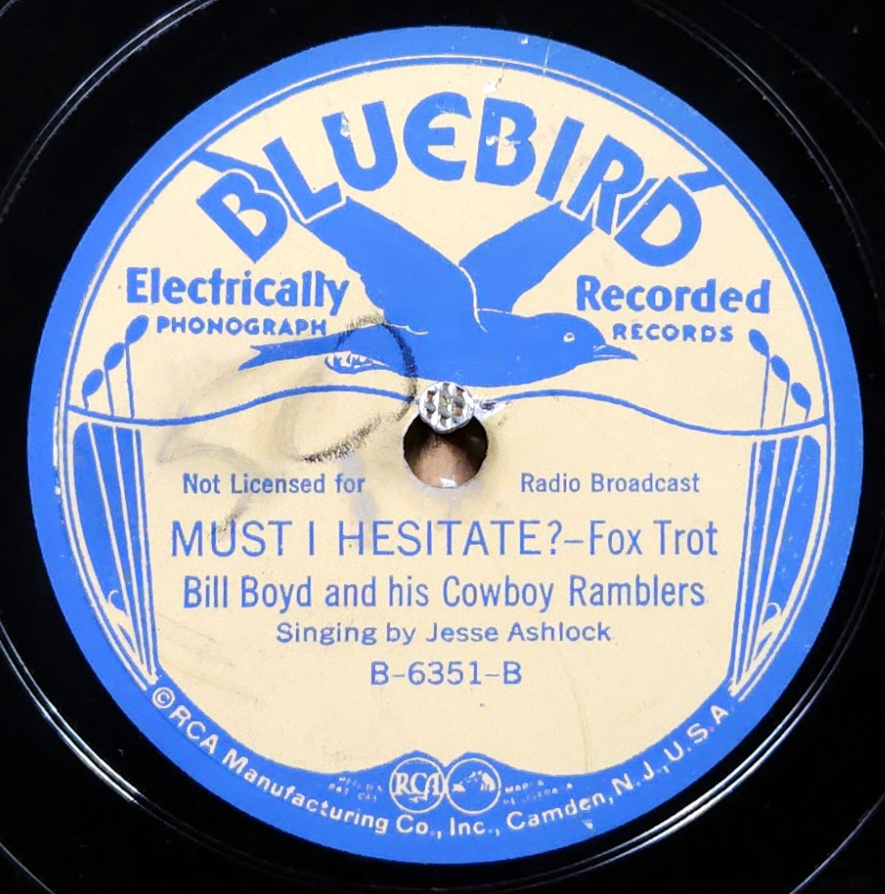 BLUEBIRD
Electrically Recorded
PHONOGRAPH RECORDS
Not Licensed for Radio Broadcast
MUST I HESITATE?–Fox Trot
Bill Boyd and his Cowboy Ramblers
Singing by Jesse Ashlock
B-6351-B
RCA
©RCA Manufacturing Co., Inc., Camden, N.J., U.S.A